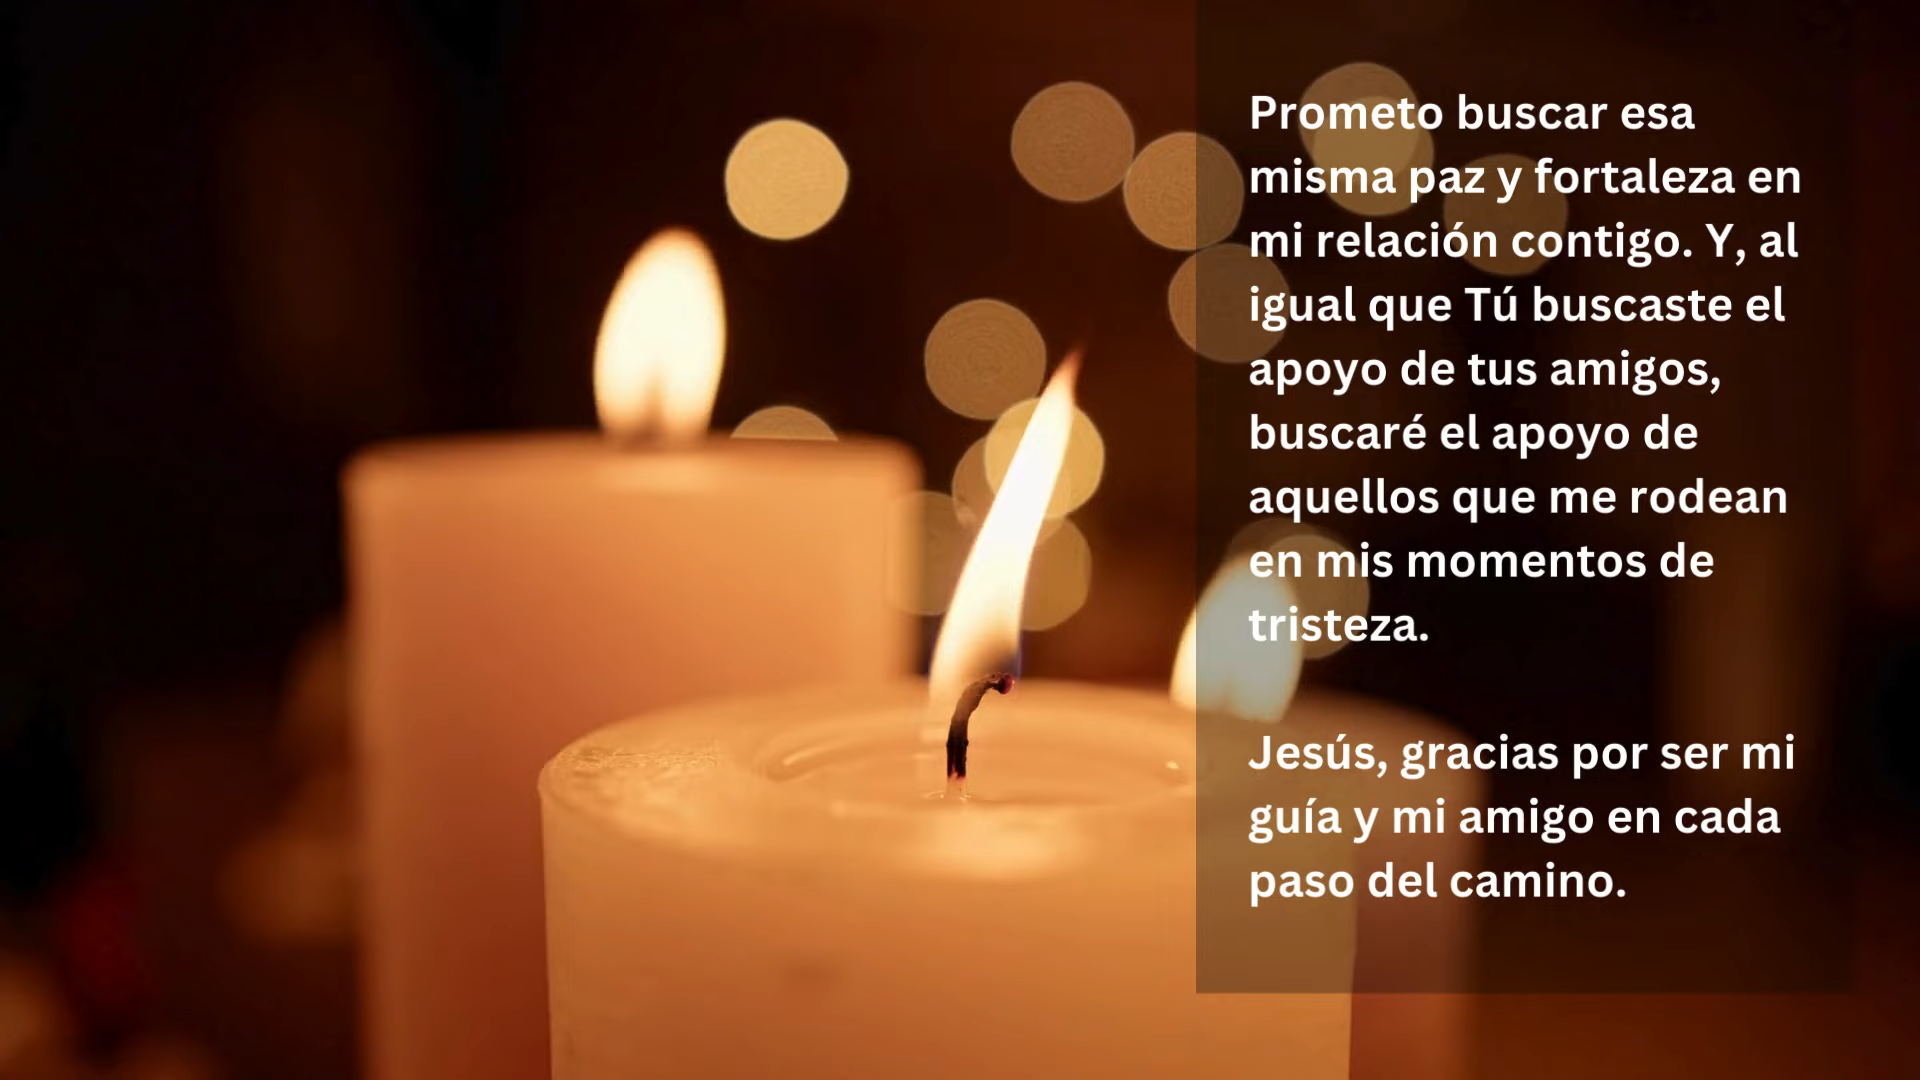 Prometo buscar esa
misma paz y fortaleza en
mi relación contigo. Y, al
igual que Tú buscaste el
apoyo de tus amigos,
buscaré el apoyo de
aquellos que me rodean
en mis momentos de
tristeza.
Jesús, gracias por ser mi
guía y mi amigo en cada
paso del camino.